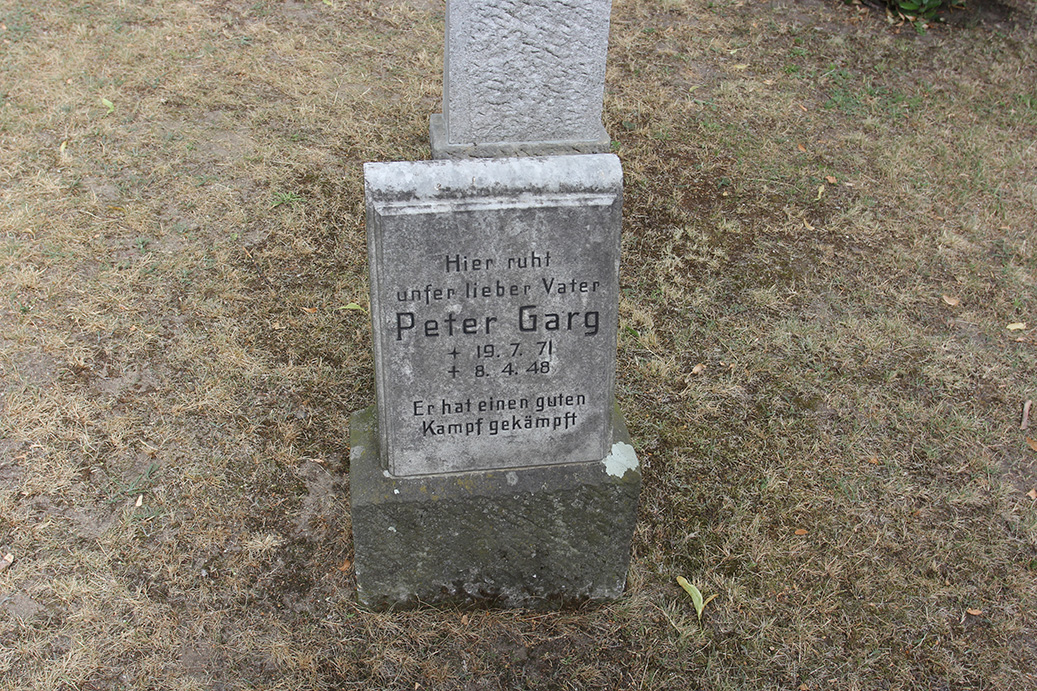 Hier ruht
unſer lieber Vater
Peter Garg
+ 19. 7. 71
+ 8. 4. 48
Er hat einen guten
Kampf gekämpft